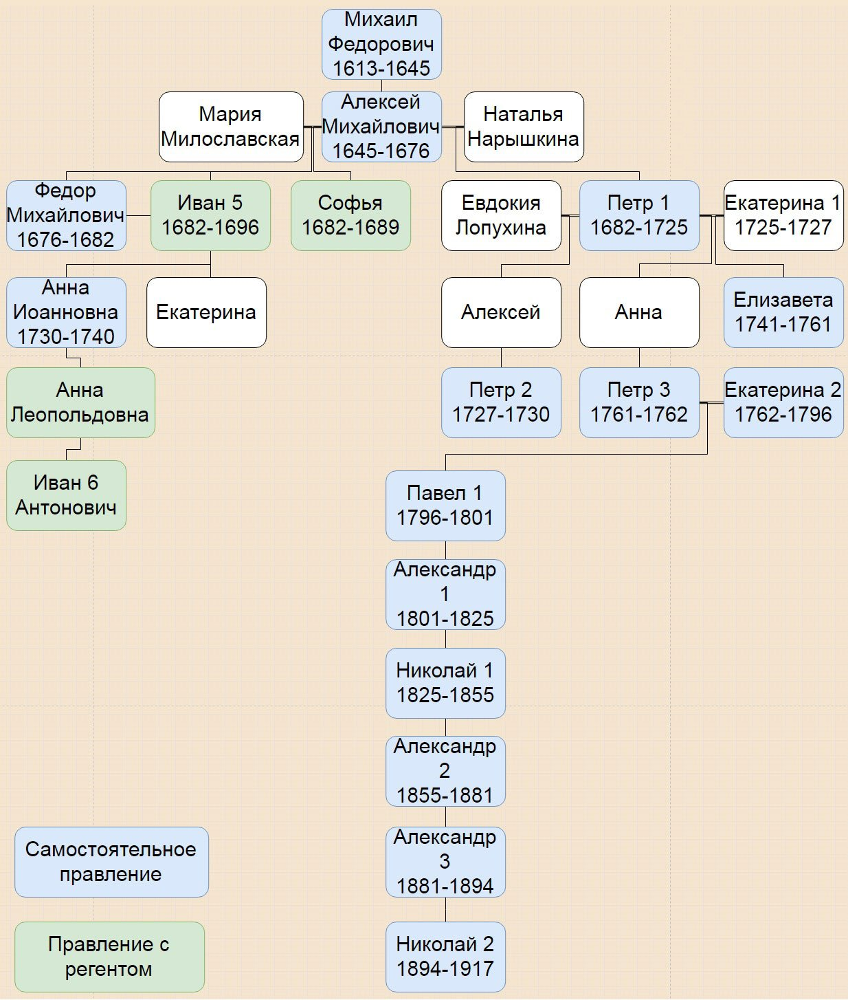 Михаил
Федорович
1613-1645
Мария
Милославская
Алексей
Михайлович
1645-1676
Наталья
Нарышкина
Федор
Михайлович
1676-1682
Иван 5
1682-1696
Софья
1682-1689
Евдокия
Лопухина
Петр 1
1682-1725
Екатерина 1
1725-1727
Анна
Иоанновна
1730-1740
Екатерина
Алексей
Анна
Елизавета
1741-1761
Анна
Леопольдовна
Петр 2
1727-1730
Петр 3
1761-1762
Екатерина 2
1762-1796
Иван 6
Антонович
Павел 1
1796-1801
Александр
1
1801-1825
Николай 1
1825-1855
Александр
2
1855-1881
Самостоятельное
правление
Александр
3
1881-1894
Правление с
регентом
Николай 2
1894-1917